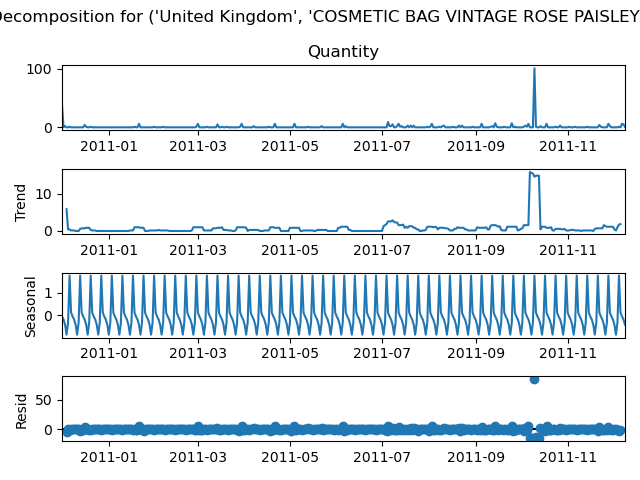 Decomposition for ('United Kingdom', 'COSMETIC BAG VINTAGE ROSE PAISLEY
Quantity
100
0
2011-01 2011-03 2011-05 2011-07 2011-09 2011-11
Trend
10
0
2011-01 2011-03 2011-05 2011-07 2011-09 2011-11
Seasonal
1
0
2011-01 2011-03 2011-05 2011-07 2011-09 2011-11
Resid
50
0
2011-01 2011-03 2011-05 2011-07 2011-09 2011-11